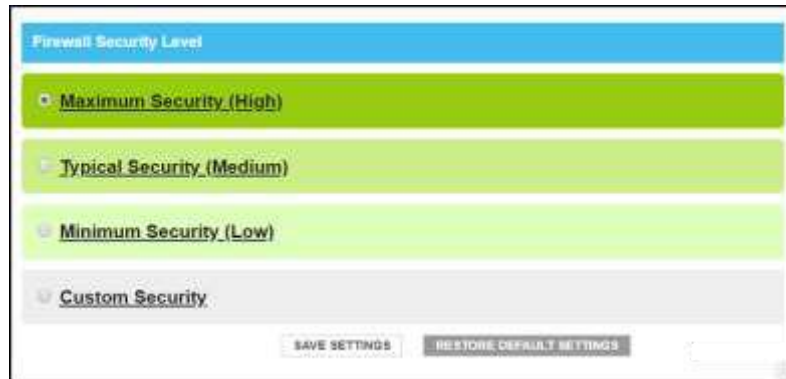 Firewall Security Level
Maximum Security (High)
Typical Security (Medium)
Minimum Security (Low)
Custom Security
SAVE SETTINGS
RESTORE DEFAULT SETTINGS